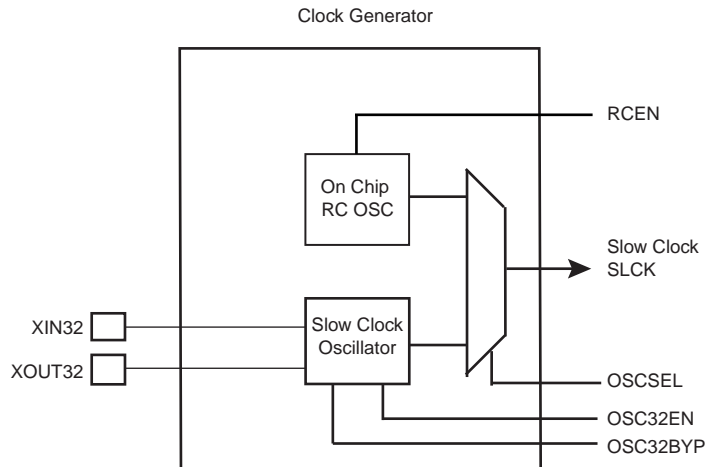 Clock Generator
RCEN
On Chip
RC OSC
Slow Clock
SLCK
XIN32
Slow Clock
Oscillator
XOUT32
OSCSEL
OSC32EN
OSC32BYP